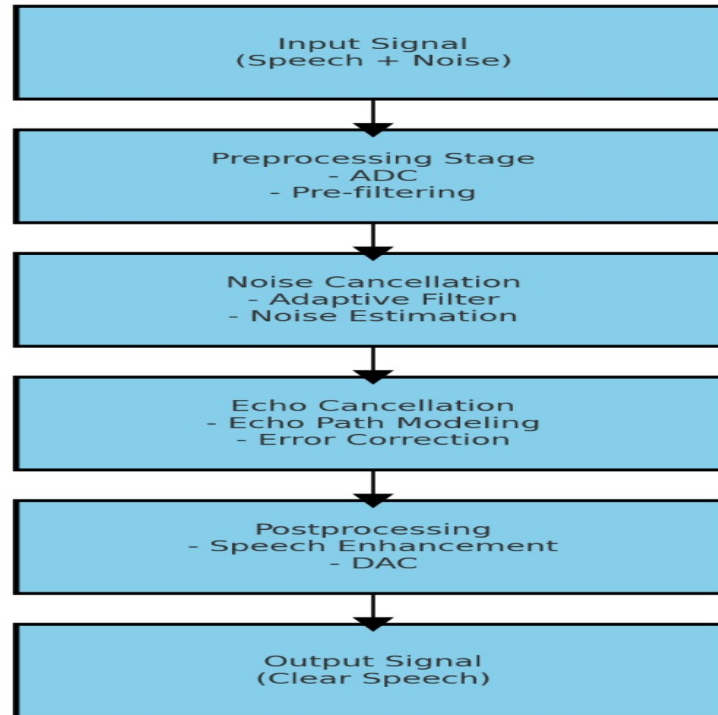 Input Signal
(Speech + Noise)
Preprocessing Stage
- ADC
- Pre-filtering
Noise Cancellation
- Adaptive Filter
- Noise Estimation
Echo Cancellation
- Echo Path Modeling
- Error Correction
Postprocessing
- Speech Enhancement
- DAC
Output Signal
(Clear Speech)